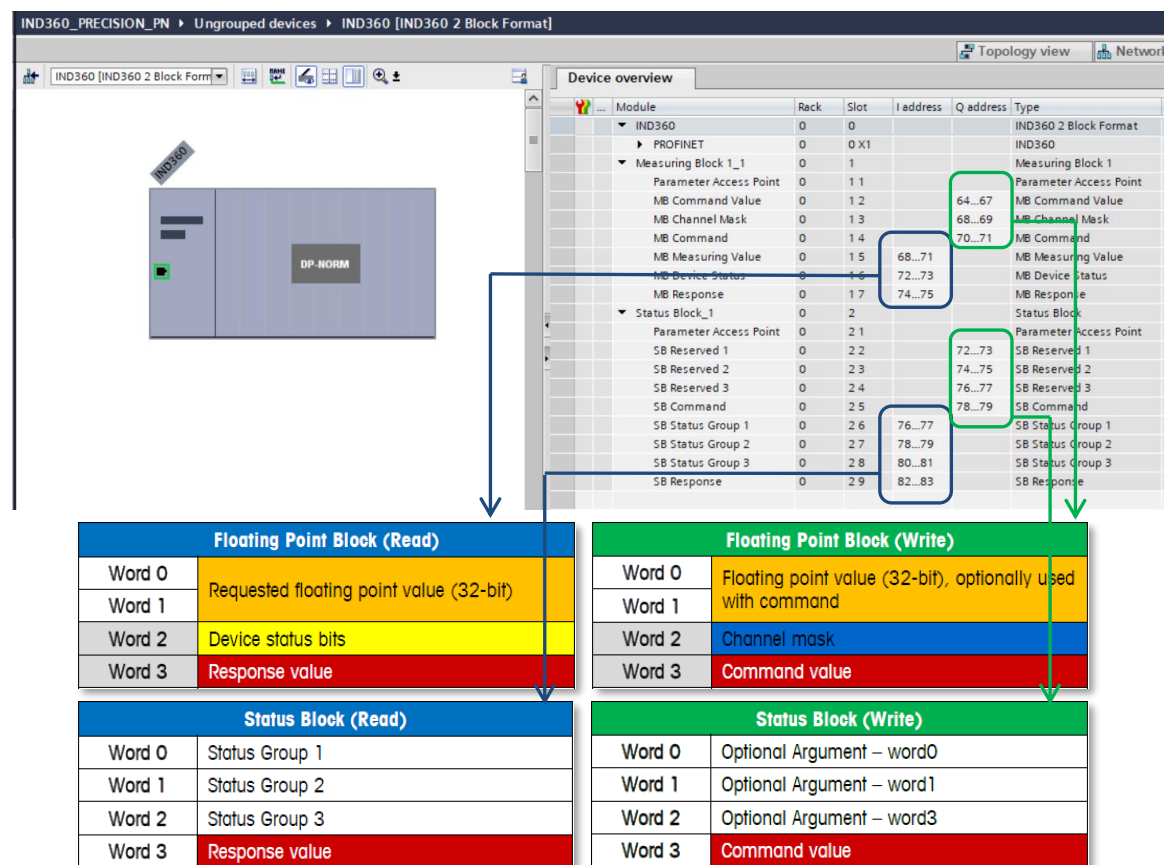 IND360_PRECISION_PN ▸ Ungrouped devices ▸ IND360 [IND360 2 Block Format]
Topology view Network
IND360 [IND360 2 Block Form
Device overview
... Module Rack Slot I address Q address Type
IND360 0 0 IND360 2 Block Format
PROFINET 0 0 X1 IND360
Measuring Block 1_1 0 1 Measuring Block 1
Parameter Access Point 0 1 1 Parameter Access Point
MB Command Value 0 1 2 64...67 MB Command Value
MB Channel Mask 0 1 3 68...69 MB Channel Mask
MB Command 0 1 4 70...71 MB Command
MB Measuring Value 0 1 5 68...71 MB Measuring Value
MB Device Status 0 1 6 72...73 MB Device Status
MB Response 0 1 7 74...75 MB Response
Status Block_1 0 2 Status Block
Parameter Access Point 0 2 1 Parameter Access Point
SB Reserved 1 0 2 2 72...73 SB Reserved 1
SB Reserved 2 0 2 3 74...75 SB Reserved 2
SB Reserved 3 0 2 4 76...77 SB Reserved 3
SB Command 0 2 5 78...79 SB Command
SB Status Group 1 0 2 6 76...77 SB Status Group 1
SB Status Group 2 0 2 7 78...79 SB Status Group 2
SB Status Group 3 0 2 8 80...81 SB Status Group 3
SB Response 0 2 9 82...83 SB Response
IND360
DP-NORM
Floating Point Block (Read)
Word 0
Word 1
Requested floating point value (32-bit)
Word 2 Device status bits
Word 3 Response value
Floating Point Block (Write)
Word 0
Word 1
Floating point value (32-bit), optionally used
with command
Word 2 Channel mask
Word 3 Command value
Status Block (Read)
Word 0 Status Group 1
Word 1 Status Group 2
Word 2 Status Group 3
Word 3 Response value
Status Block (Write)
Word 0 Optional Argument – word0
Word 1 Optional Argument – word1
Word 2 Optional Argument – word3
Word 3 Command value